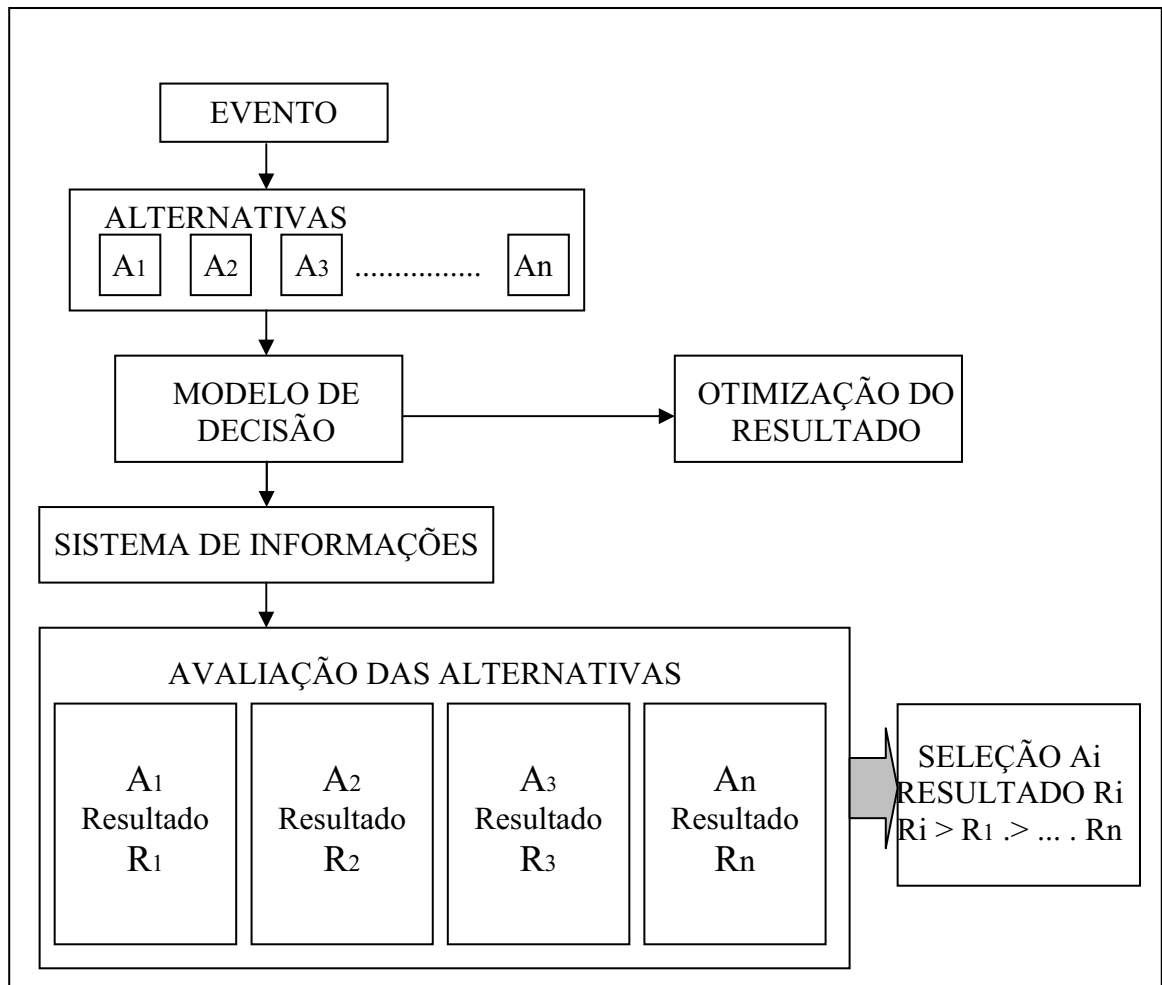 EVENTO
ALTERNATIVAS
A1 A2 A3 ................ An
MODELO DE
DECISÃO
OTIMIZAÇÃO DO
RESULTADO
SISTEMA DE INFORMAÇÕES
AVALIAÇÃO DAS ALTERNATIVAS
A1
Resultado
R1
A2
Resultado
R2
A3
Resultado
R3
An
Resultado
Rn
SELEÇÃO Ai
RESULTADO Ri
Ri > R1 .> ... . Rn